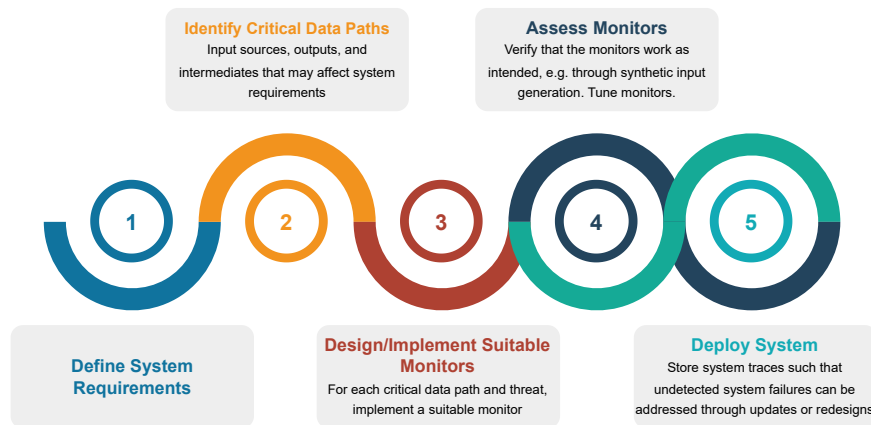 Identify Critical Data Paths
Input sources, outputs, and
intermediates that may affect system
requirements
Assess Monitors
Verify that the monitors work as
intended, e.g. through synthetic input
generation. Tune monitors.
1
2
3
4
5
Define System
Requirements
Design/Implement Suitable
Monitors
For each critical data path and threat,
implement a suitable monitor
Deploy System
Store system traces such that
undetected system failures can be
addressed through updates or redesigns